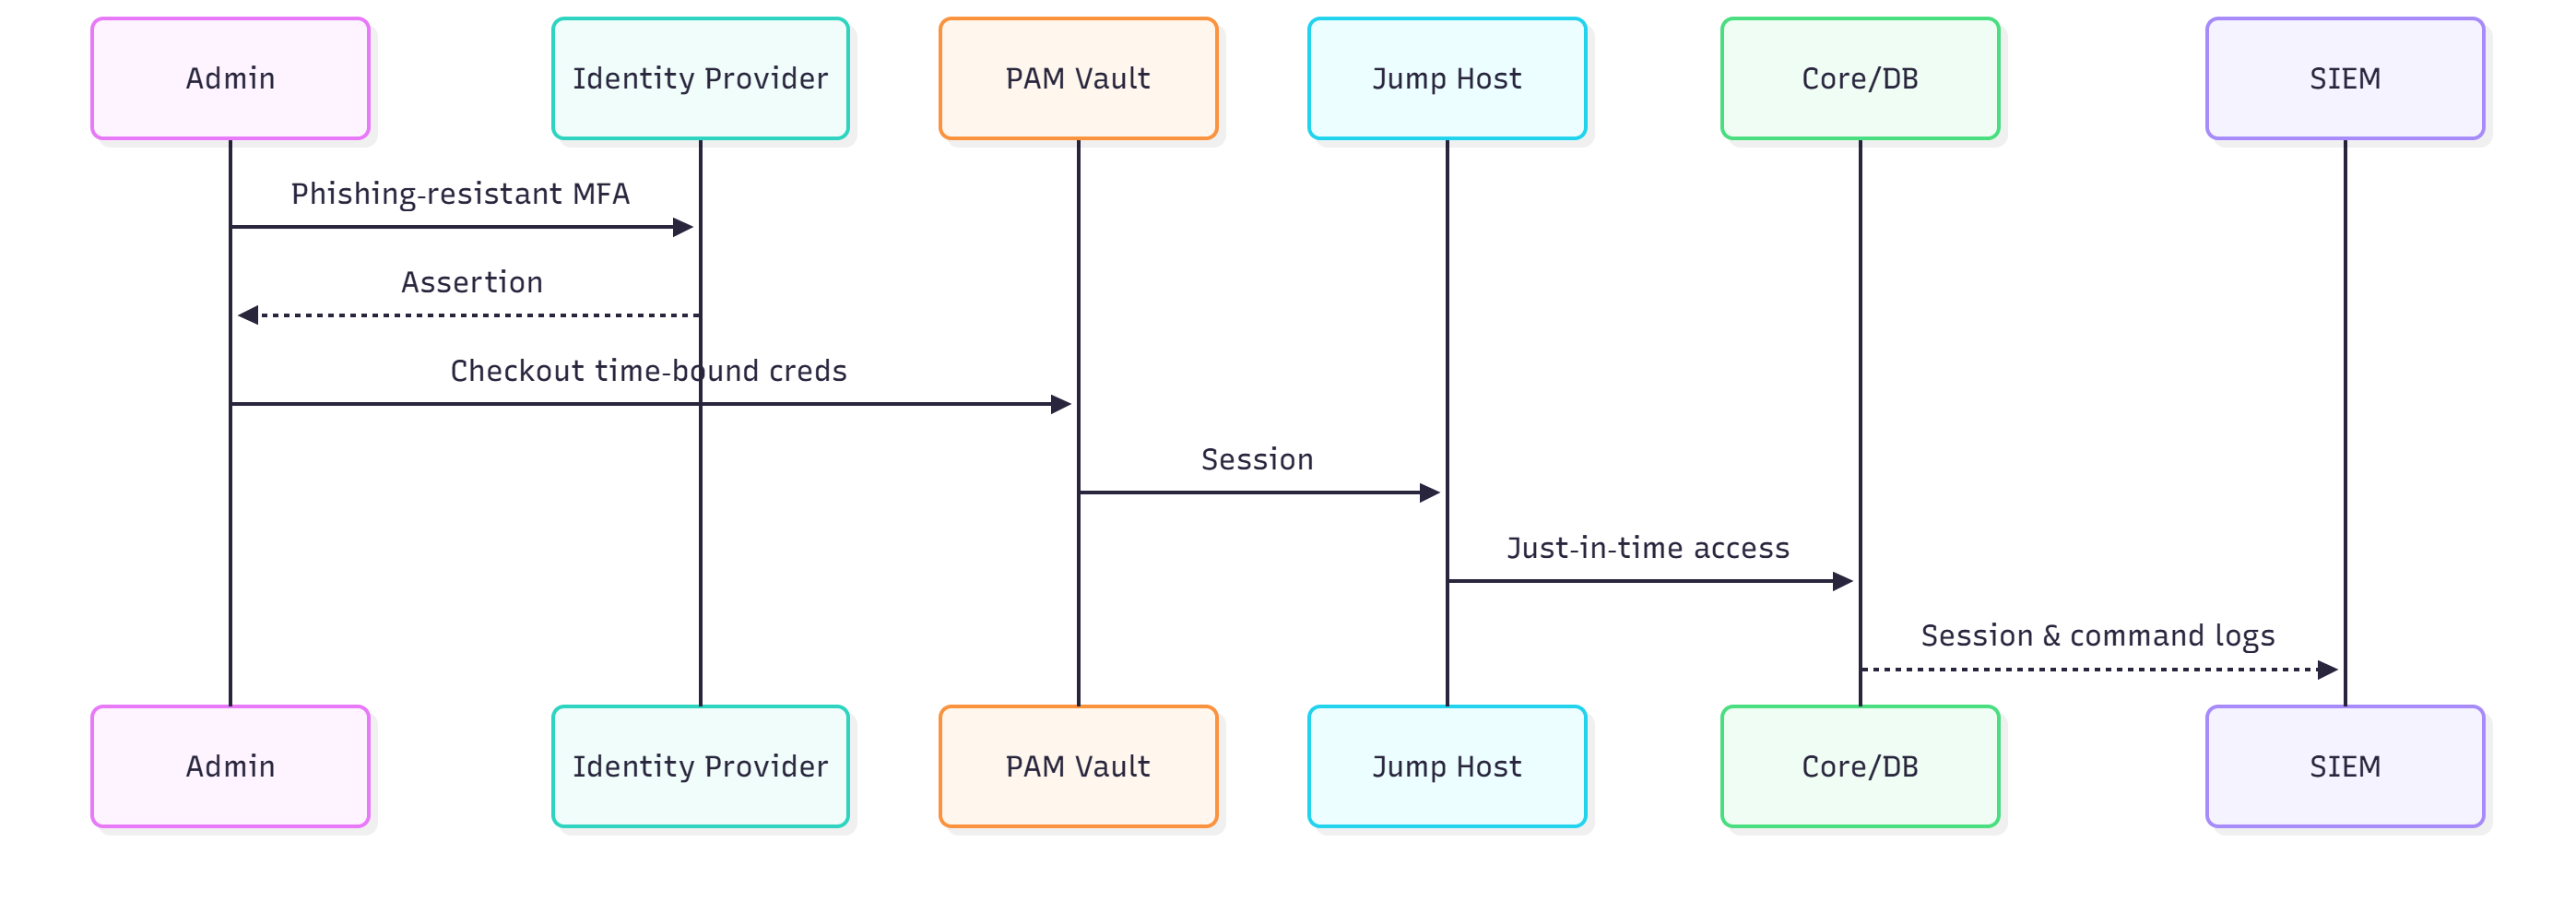 Admin
Identity Provider
PAM Vault
Jump Host
Core/DB
SIEM
Phishing-resistant MFA
Assertion
Checkout time-bound creds
Session
Just-in-time access
Session & command logs
Admin
Identity Provider
PAM Vault
Jump Host
Core/DB
SIEM